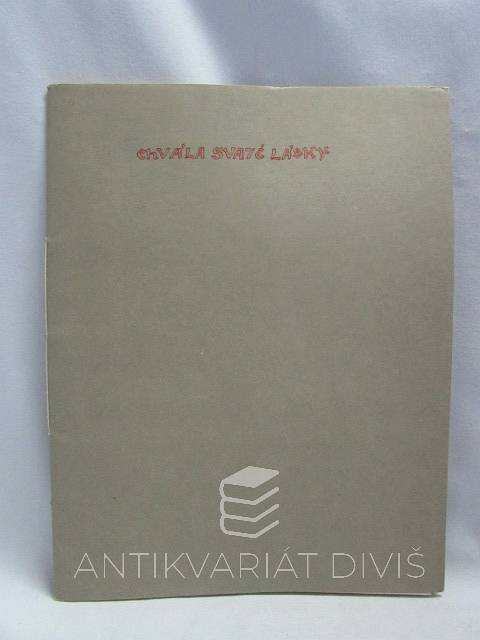 CHVÁLA SVATÉ LÁSKY
ANTIKVARIÁT DIVIŠ